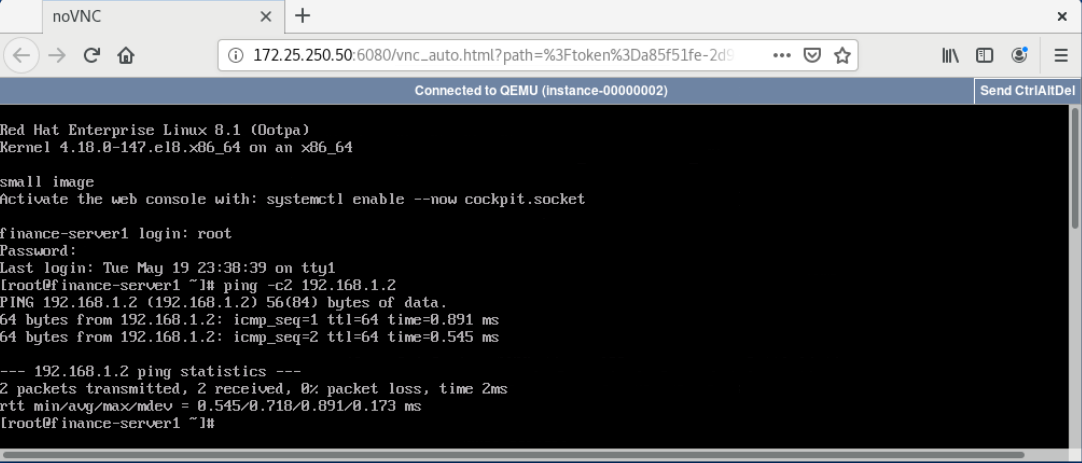 noVNC
172.25.250.50:6080/vnc_auto.html?path=%3Ftoken%3Da85f51fe-2d9
Connected to QEMU (instance-00000002)
Send CtrlAltDel
Red Hat Enterprise Linux 8.1 (Ootpa)
Kernel 4.18.0-147.el8.x86_64 on an x86_64
small image
Activate the web console with: systemctl enable --now cockpit.socket
finance-server1 login: root
Password:
Last login: Tue May 19 23:38:39 on tty1
[root@finance-server1 ~]# ping -c2 192.168.1.2
PING 192.168.1.2 (192.168.1.2) 56(84) bytes of data.
64 bytes from 192.168.1.2: icmp_seq=1 ttl=64 time=0.891 ms
64 bytes from 192.168.1.2: icmp_seq=2 ttl=64 time=0.545 ms
--- 192.168.1.2 ping statistics ---
2 packets transmitted, 2 received, 0% packet loss, time 2ms
rtt min/avg/max/mdev = 0.545/0.718/0.891/0.173 ms
[root@finance-server1 ~]#